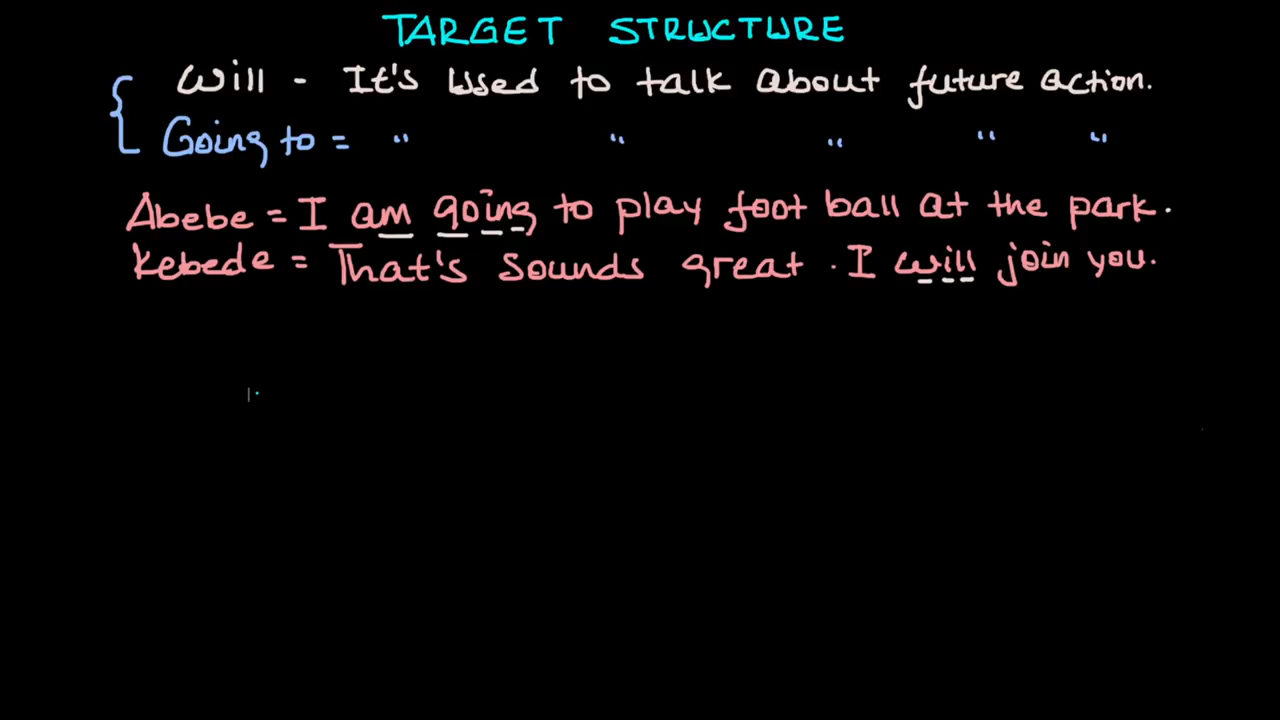 TARGET STRUCTURE
Will - It's Used to talk about future action.
Going to = " " " " "
Abebe = I am going to play foot ball at the park.
Kebede = That's sounds great. I will join you.